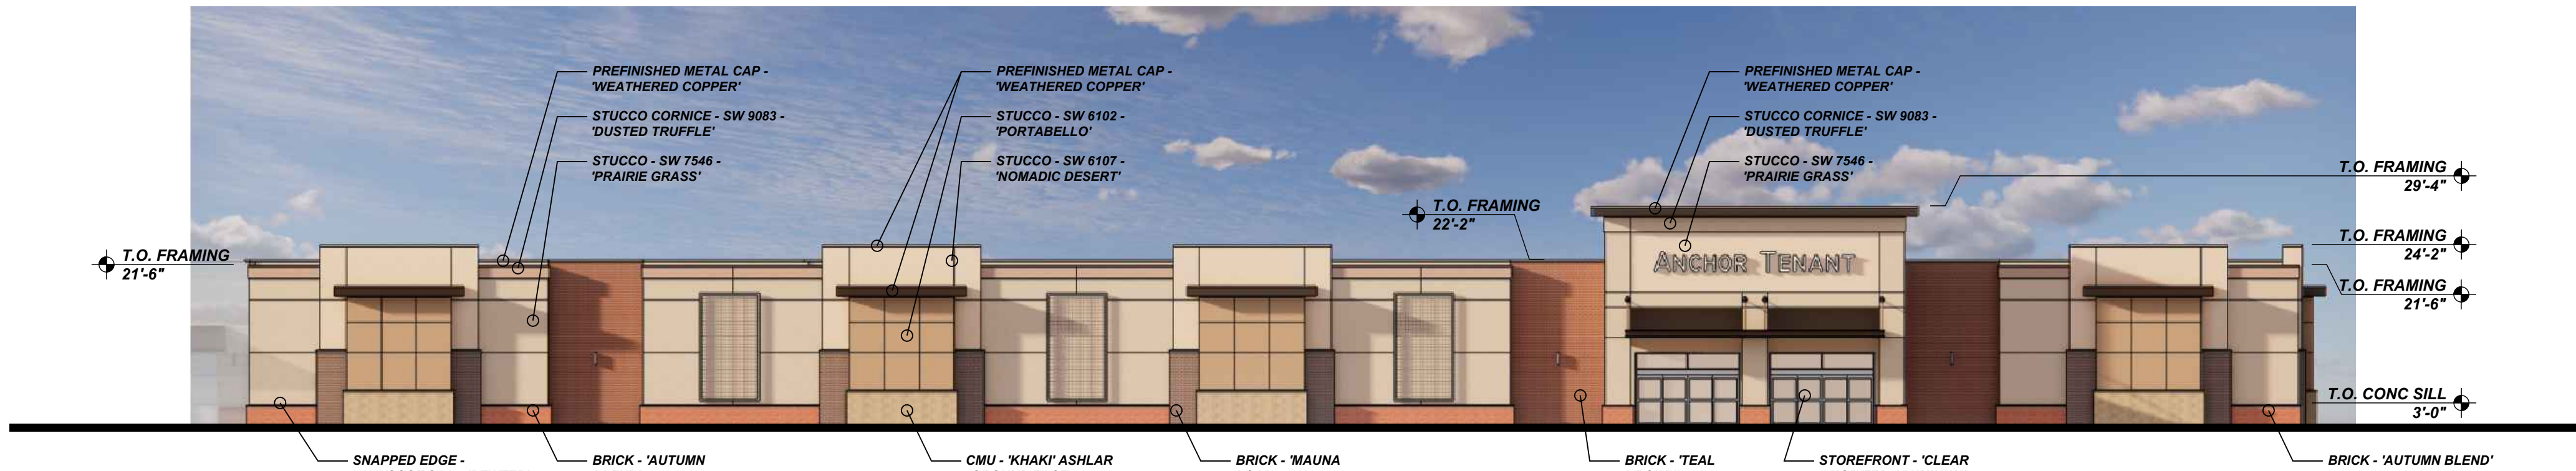 PREFINISHED METAL CAP -
'WEATHERED COPPER'
STUCCO CORNICE - SW 9083 -
'DUSTED TRUFFLE'
STUCCO - SW 7546 -
'PRAIRIE GRASS'
PREFINISHED METAL CAP -
'WEATHERED COPPER'
STUCCO - SW 6102 -
'PORTABELLO'
STUCCO - SW 6107 -
'NOMADIC DESERT'
PREFINISHED METAL CAP -
'WEATHERED COPPER'
STUCCO CORNICE - SW 9083 -
'DUSTED TRUFFLE'
STUCCO - SW 7546 -
'PRAIRIE GRASS'
T.O. FRAMING
21'-6"
T.O. FRAMING
22'-2"
ANCHOR TENANT
T.O. FRAMING
29'-4"
T.O. FRAMING
24'-2"
T.O. FRAMING
21'-6"
T.O. CONC SILL
3'-0"
SNAPPED EDGE -
BRICK - 'AUTUMN
CMU - 'KHAKI' ASHLAR
BRICK - 'MAUNA
BRICK - 'TEAL
STOREFRONT - 'CLEAR
BRICK - 'AUTUMN BLEND'